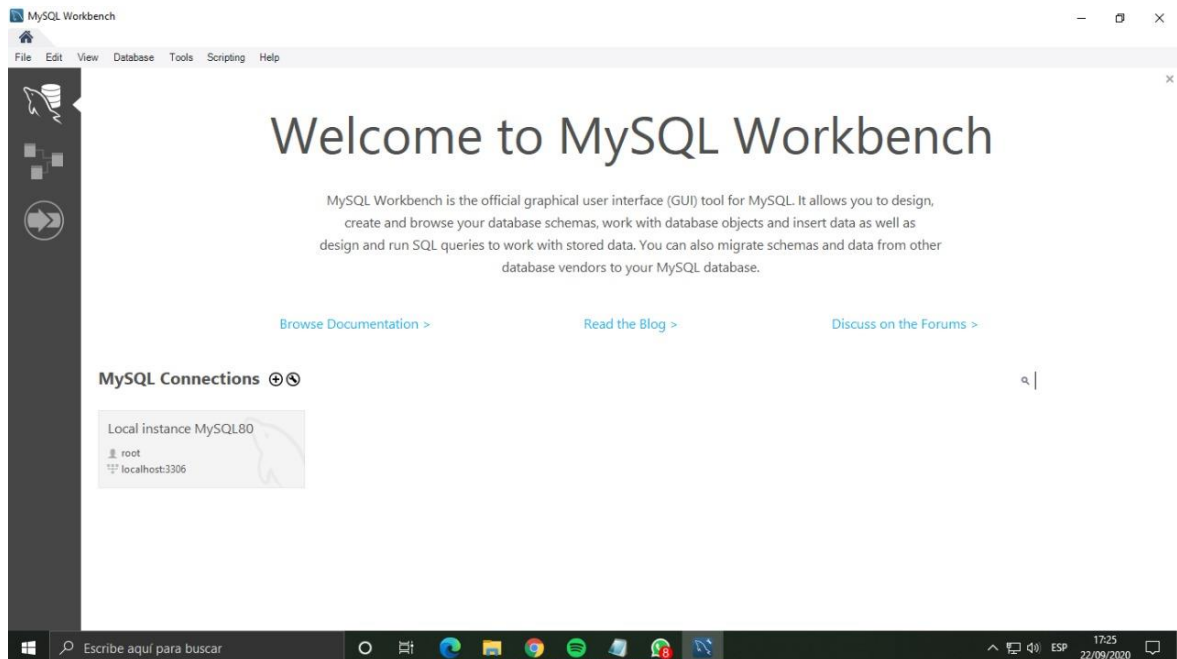 MySQL Workbench
File Edit View Database Tools Scripting Help
Welcome to MySQL Workbench
MySQL Workbench is the official graphical user interface (GUI) tool for MySQL. It allows you to design,
create and browse your database schemas, work with database objects and insert data as well as
design and run SQL queries to work with stored data. You can also migrate schemas and data from other
database vendors to your MySQL database.
Browse Documentation > Read the Blog > Discuss on the Forums >
MySQL Connections
Local instance MySQL80
root
localhost:3306
Escribe aquí para buscar
8
ESP
17:25
22/09/2020